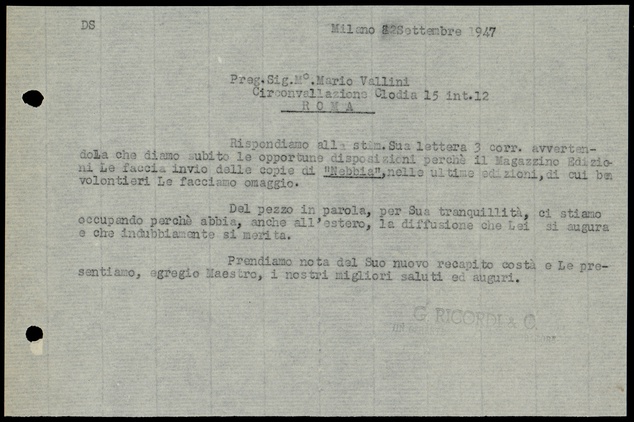 DS
Milano Settembre 1947
Preg.Sig.M°.Mario Vallini
Circonvallazione Clodia 15 int.12
R O M A
Rispondiamo alla stim.Sua lettera 3 corr. avverten-
dola che diamo subito le opportune disposizioni perchè il Magazzino Edizio-
ni Le faccia invio delle copie di "Nebbia",nelle ultime edizioni,di cui ben
volontieri Le facciamo omaggio.
Del pezzo in parola, per Sua tranquillità, ci stiamo
occupando perchè abbia, anche all'estero, la diffusione che Lei si augura
e che indubbiamente si merita.
Prendiamo nota del Suo nuovo recapito costà e Le pre-
sentiamo, egregio Maestro, i nostri migliori saluti ed auguri.
G. RICORDI & C.